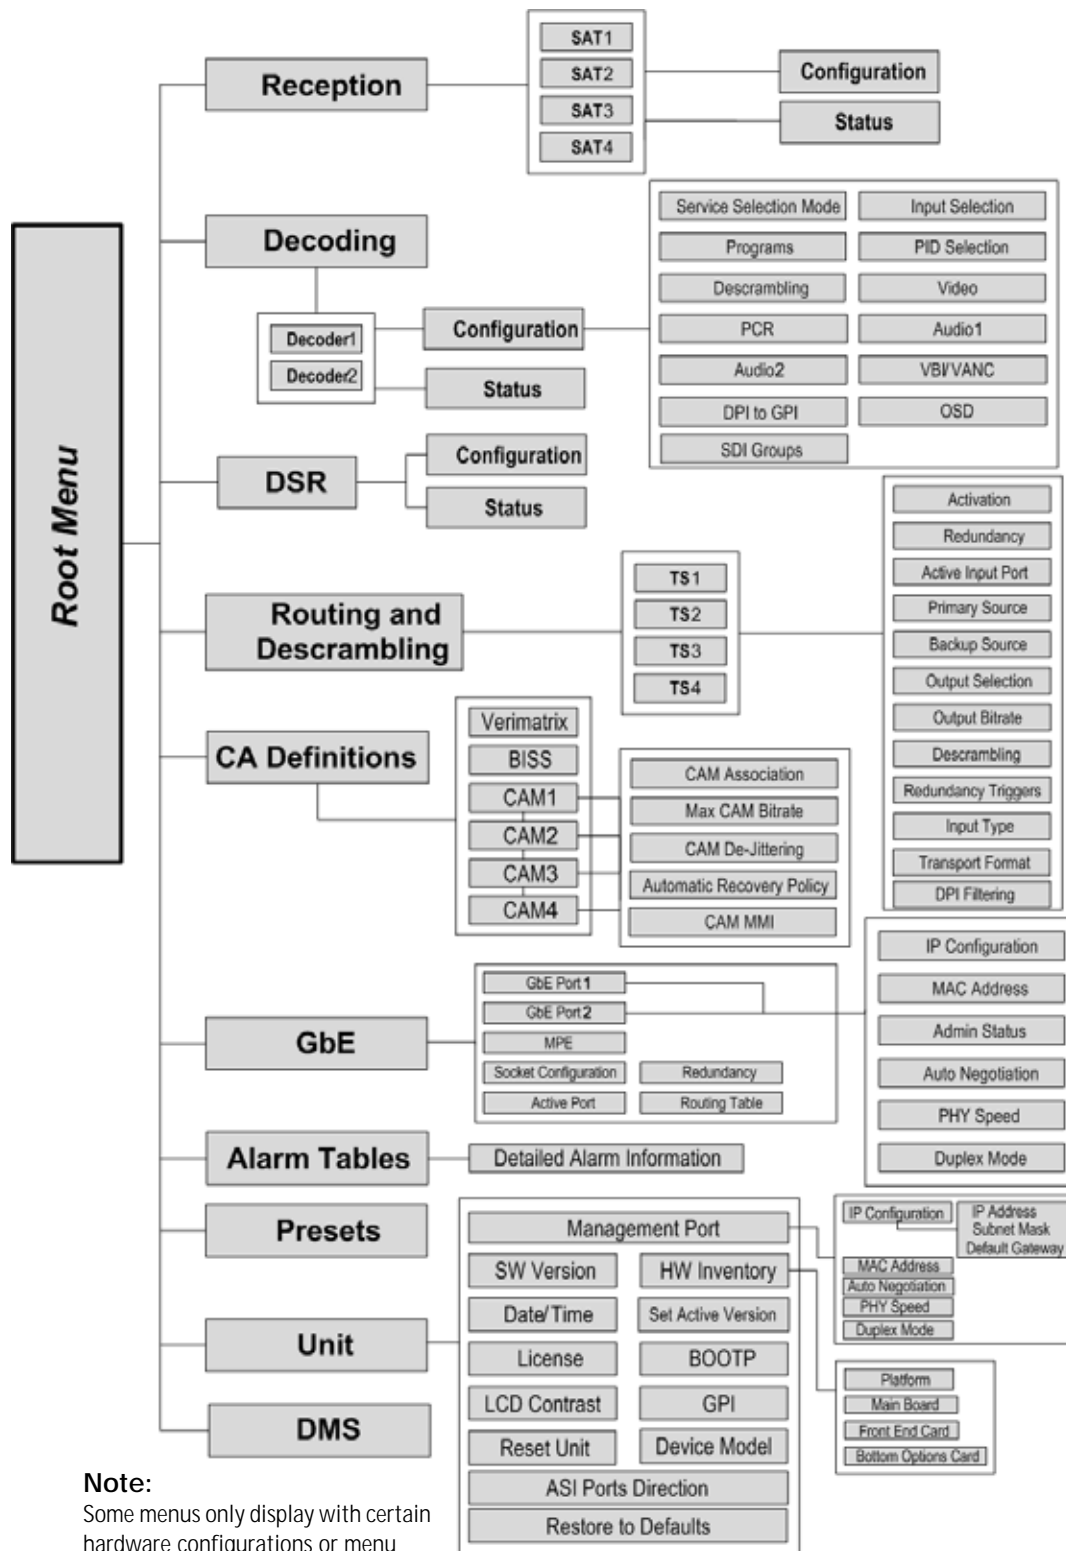 Root Menu
Reception
SAT1
SAT2
SAT3
SAT4
Configuration
Status
Decoding
Decoder1
Decoder2
Configuration
Status
Service Selection Mode
Input Selection
Programs
PID Selection
Descrambling
Video
PCR
Audio1
Audio2
VBI/VANC
DPI to GPI
OSD
SDI Groups
DSR
Configuration
Status
Routing and
Descrambling
TS1
TS2
TS3
TS4
Activation
Redundancy
Active Input Port
Primary Source
Backup Source
Output Selection
Output Bitrate
Descrambling
Redundancy Triggers
Input Type
Transport Format
DPI Filtering
CA Definitions
Verimatrix
BISS
CAM1
CAM2
CAM3
CAM4
CAM Association
Max CAM Bitrate
CAM De-Jittering
Automatic Recovery Policy
CAM MMI
GbE
GbE Port 1
GbE Port 2
MPE
Socket Configuration
Redundancy
Active Port
Routing Table
IP Configuration
MAC Address
Admin Status
Auto Negotiation
PHY Speed
Duplex Mode
Alarm Tables
Detailed Alarm Information
Presets
Unit
Management Port
SW Version
HW Inventory
Date/Time
Set Active Version
License
BOOTP
LCD Contrast
GPI
Reset Unit
Device Model
ASI Ports Direction
Restore to Defaults
IP Configuration
IP Address
Subnet Mask
Default Gateway
MAC Address
Auto Negotiation
PHY Speed
Duplex Mode
Platform
Main Board
Front End Card
Bottom Options Card
DMS
Note:
Some menus only display with certain
hardware configurations or menu